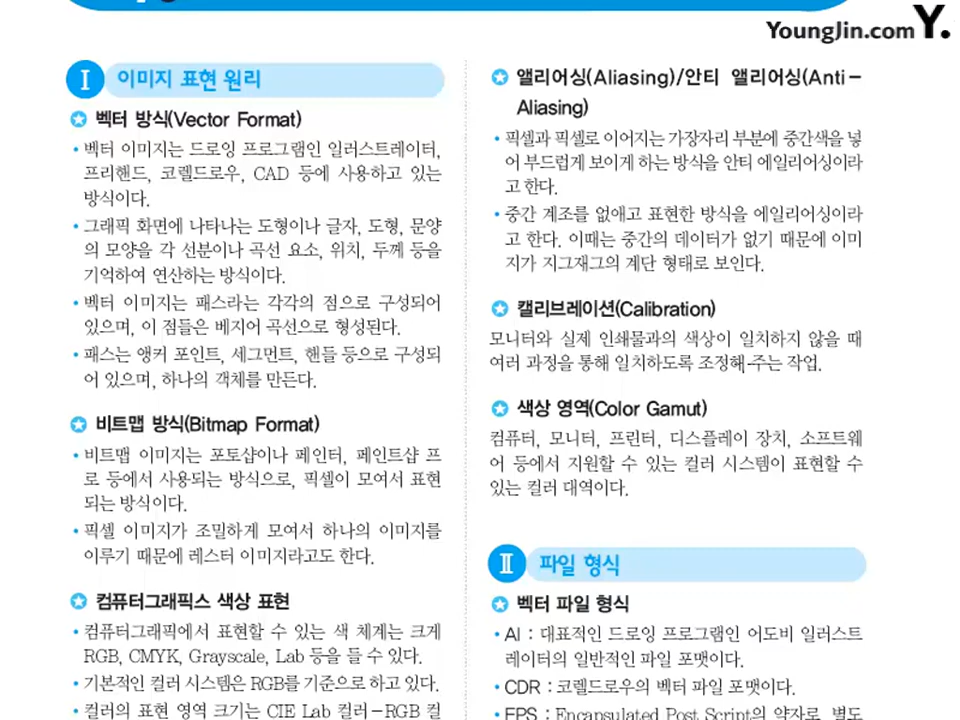 YoungJin.com Y.
I 이미지 표현 원리
벡터 방식(Vector Format)
• 벡터 이미지는 드로잉 프로그램인 일러스트레이터,
프리핸드, 코렐드로우, CAD 등에 사용하고 있는
방식이다.
• 그래픽 화면에 나타나는 도형이나 글자, 도형, 문양
의 모양을 각 선분이나 곡선 요소, 위치, 두께 등을
기억하여 연산하는 방식이다.
• 벡터 이미지는 패스라는 각각의 점으로 구성되어
있으며, 이 점들은 베지어 곡선으로 형성된다.
• 패스는 앵커 포인트, 세그먼트, 핸들 등으로 구성되
어 있으며, 하나의 객체를 만든다.
비트맵 방식(Bitmap Format)
• 비트맵 이미지는 포토샵이나 페인터, 페인트샵 프
로 등에서 사용되는 방식으로, 픽셀이 모여서 표현
되는 방식이다.
• 픽셀 이미지가 조밀하게 모여서 하나의 이미지를
이루기 때문에 레스터 이미지라고도 한다.
컴퓨터그래픽스 색상 표현
• 컴퓨터그래픽에서 표현할 수 있는 색 체계는 크게
RGB, CMYK, Grayscale, Lab 등을 들 수 있다.
• 기본적인 컬러 시스템은 RGB를 기준으로 하고 있다.
• 컬러의 표현 영역 크기는 CIE Lab 컬러-RGB 컬
앨리어싱(Aliasing)/안티 앨리어싱(Anti-
Aliasing)
• 픽셀과 픽셀로 이어지는 가장자리 부분에 중간색을 넣
어 부드럽게 보이게 하는 방식을 안티 에일리어싱이라
고 한다.
• 중간 계조를 없애고 표현한 방식을 에일리어싱이라
고 한다. 이때는 중간의 데이터가 없기 때문에 이미
지가 지그재그의 계단 형태로 보인다.
캘리브레이션(Calibration)
모니터와 실제 인쇄물과의 색상이 일치하지 않을 때
여러 과정을 통해 일치하도록 조정해 주는 작업.
색상 영역(Color Gamut)
컴퓨터, 모니터, 프린터, 디스플레이 장치, 소프트웨
어 등에서 지원할 수 있는 컬러 시스템이 표현할 수
있는 컬러 대역이다.
II 파일 형식
벡터 파일 형식
• AI : 대표적인 드로잉 프로그램인 어도비 일러스트
레이터의 일반적인 파일 포맷이다.
• CDR : 코렐드로우의 벡터 파일 포맷이다.
• EPS : Encapsulated Post Script의 약자로, 별도